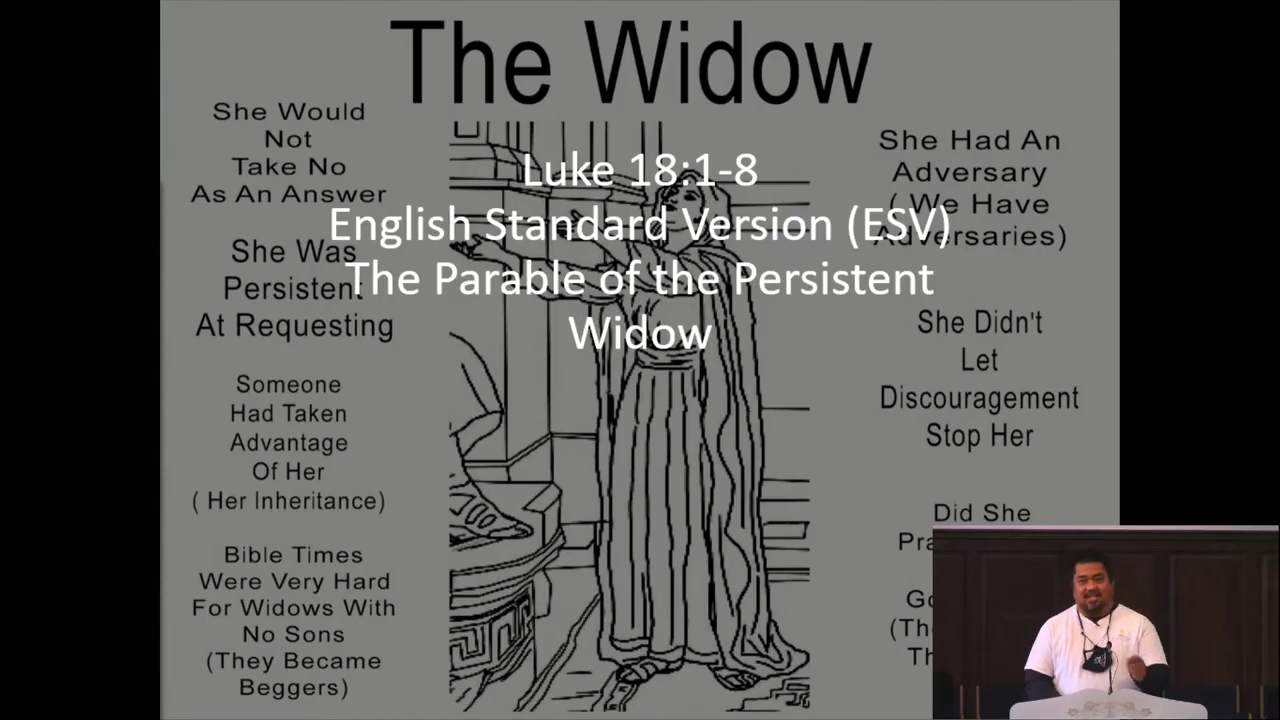 The Widow
Luke 18:1-8
English Standard Version (ESV)
The Parable of the Persistent
Widow
She Would
Not
Take No
As An Answer
She Was
Persistent
At Requesting
Someone
Had Taken
Advantage
Of Her
( Her Inheritance)
Bible Times
Were Very Hard
For Widows With
No Sons
(They Became
Beggers)
She Had An
Adversary
( We Have
Adversaries)
She Didn't
Let
Discouragement
Stop Her
Did She